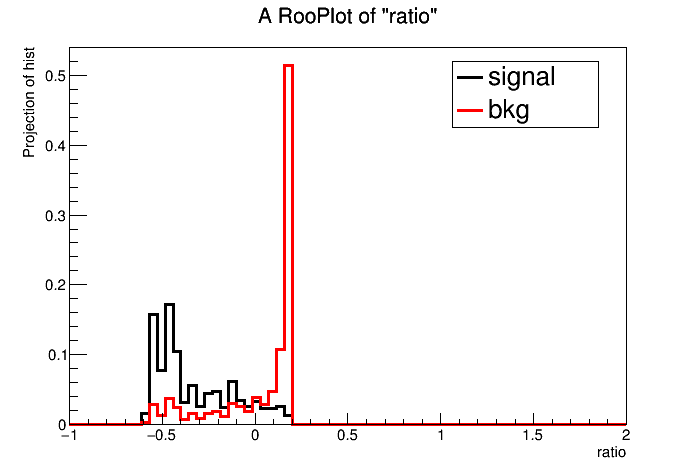 A RooPlot of "ratio"
Projection of hist
signal
bkg
0.5
0.4
0.3
0.2
0.1
0
−1
−0.5
0
0.5
1
1.5
2
ratio